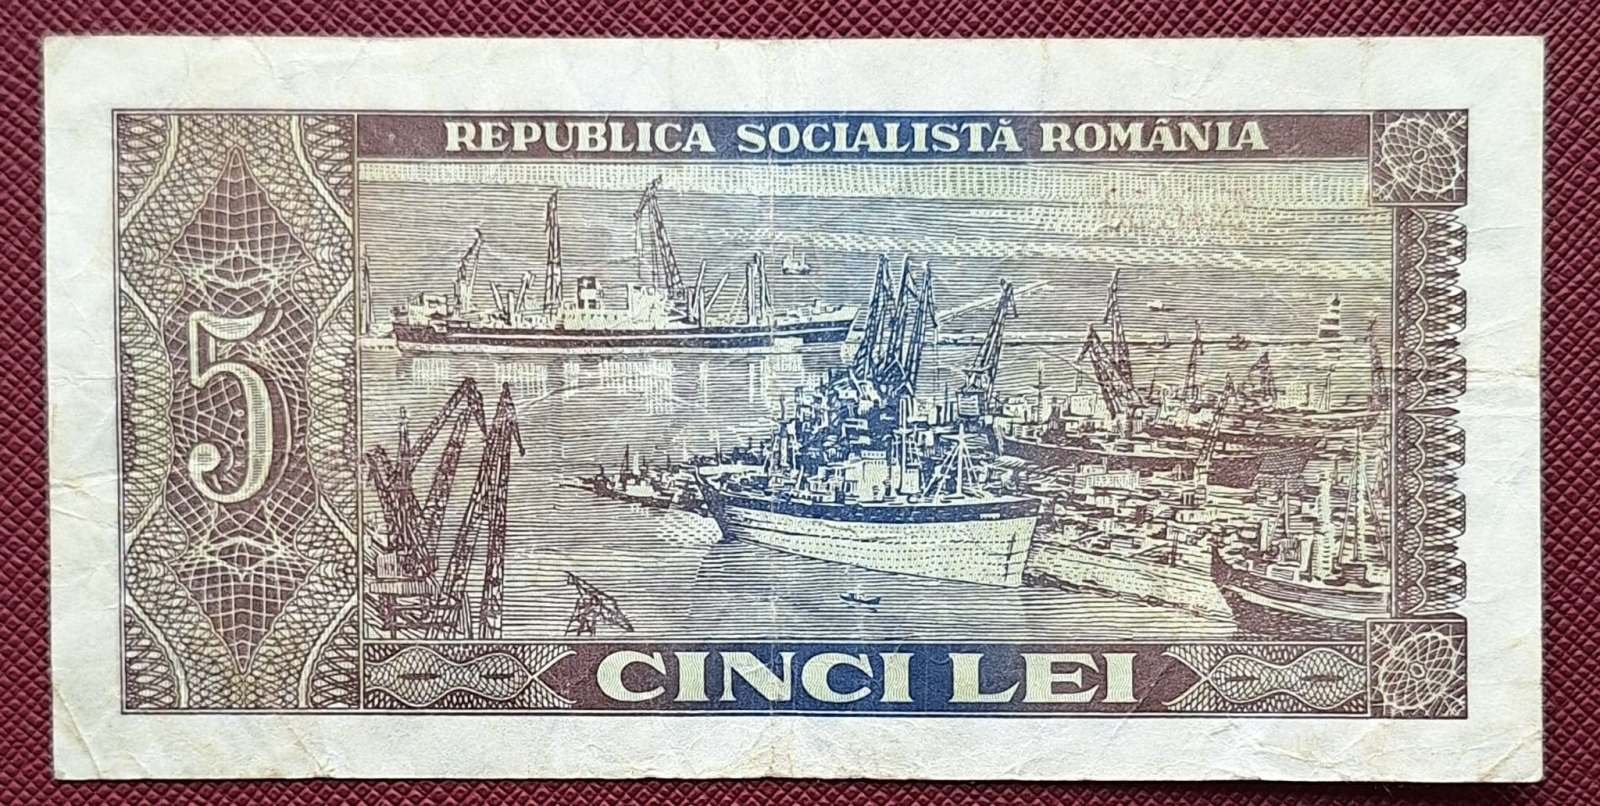 REPUBLICA SOCIALISTĂ ROMÂNIA
5
CINCI LEI